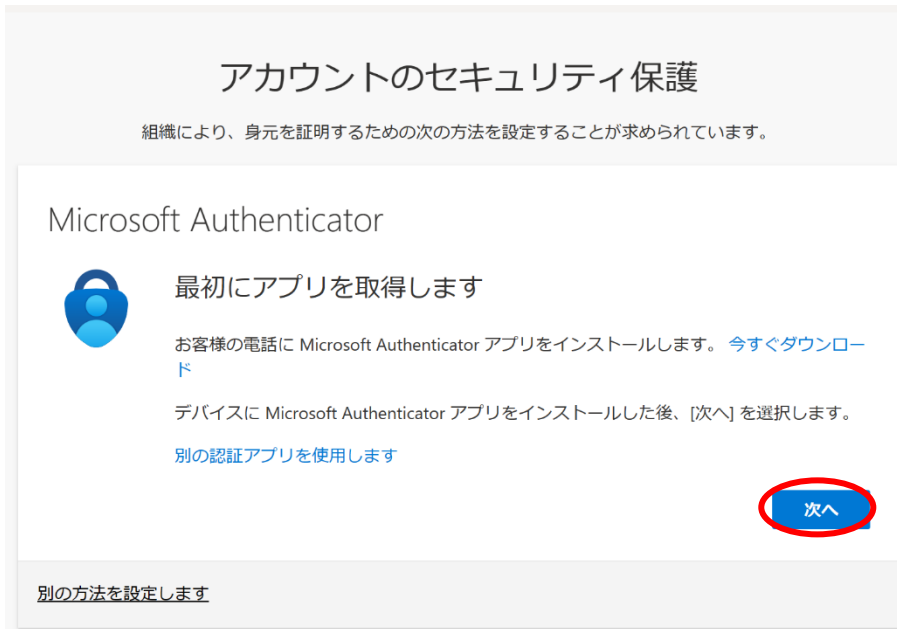 アカウントのセキュリティ保護
組織により、身元を証明するための次の方法を設定することが求められています。
Microsoft Authenticator
最初にアプリを取得します
お客様の電話に Microsoft Authenticator アプリをインストールします。 今すぐダウンロー
ド
デバイスに Microsoft Authenticator アプリをインストールした後、[次へ] を選択します。
別の認証アプリを使用します
次へ
別の方法を設定します